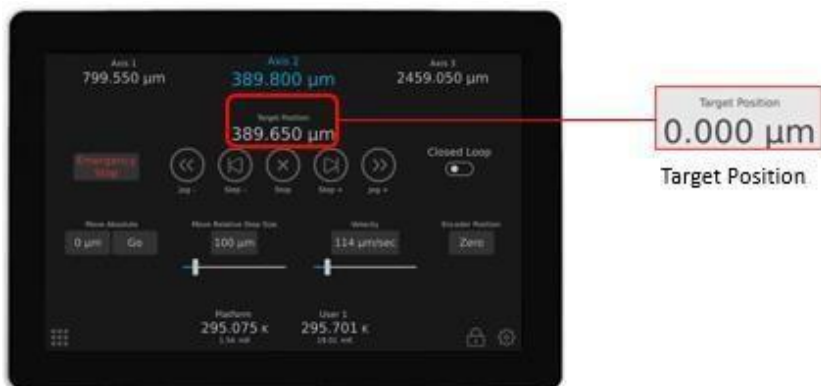 Axis 1
799.550 µm
Axis 2
389.800 µm
Axis 3
2459.050 µm
Target Position
389.650 µm
Target Position
0.000 µm
Target Position
Emergency
Stop
Jog -
Step -
Stop
Step +
Jog +
Closed Loop
Move Absolute
0 µm
Go
Move Relative Step Size
100 µm
Velocity
114 µm/sec
Encoder Position
Zero
Platform
295.075 K
User 1
295.701 K